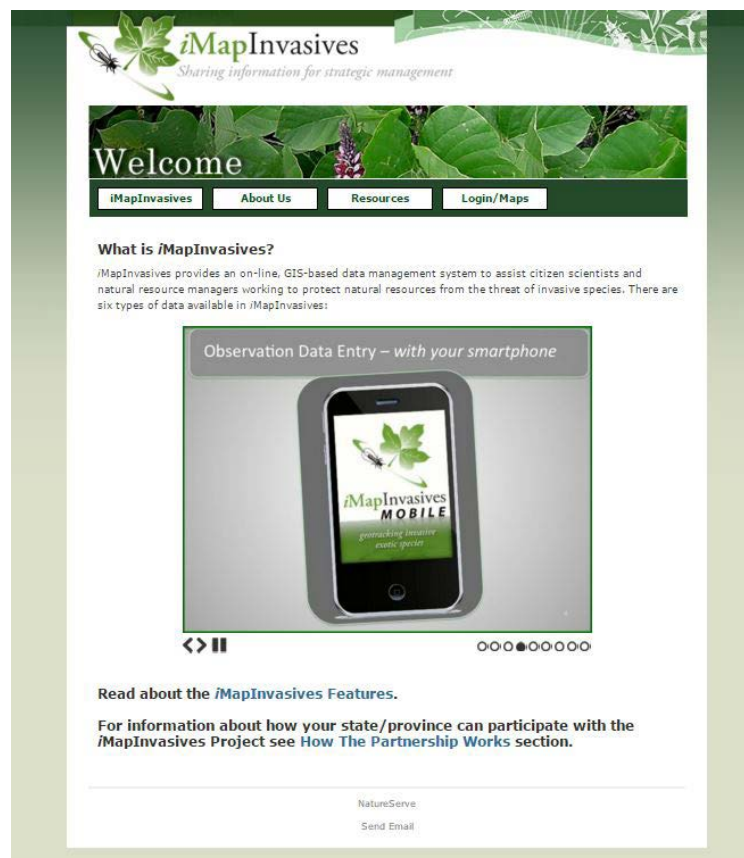 iMapInvasives
Sharing information for strategic management
Welcome
iMapInvasives About Us Resources Login/Maps
What is iMapInvasives?
iMapInvasives provides an on-line, GIS-based data management system to assist citizen scientists and
natural resource managers working to protect natural resources from the threat of invasive species. There are
six types of data available in iMapInvasives:
Observation Data Entry – with your smartphone
iMapInvasives
MOBILE
geotracking invasive
exotic species
Read about the iMapInvasives Features.
For information about how your state/province can participate with the
iMapInvasives Project see How The Partnership Works section.
NatureServe
Send Email